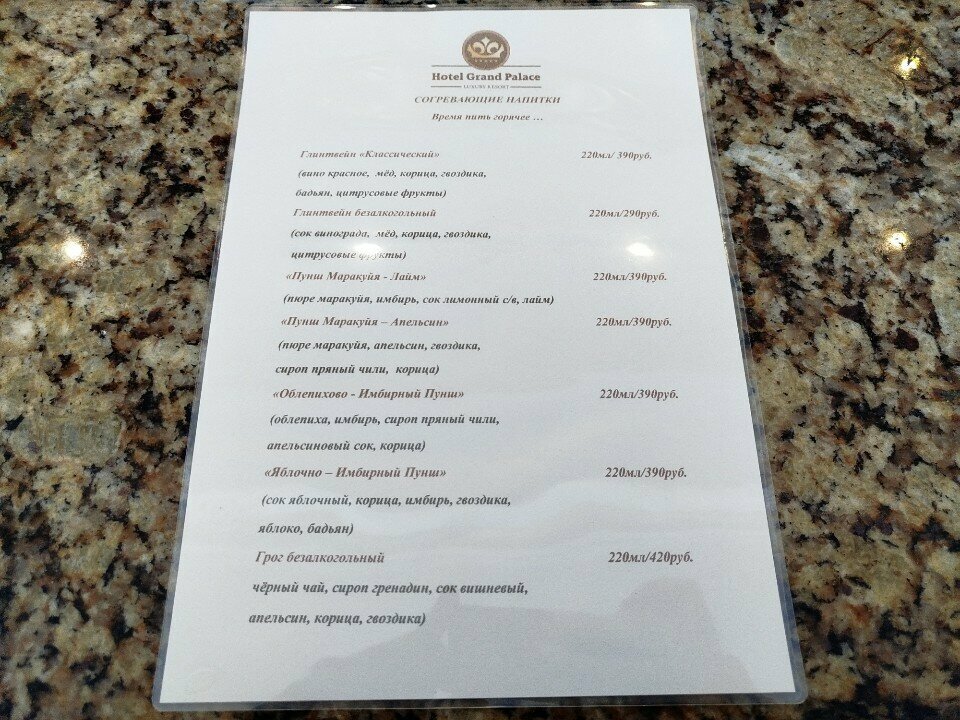 Hotel Grand Palace
LUXURY RESORT
СОГРЕВАЮЩИЕ НАПИТКИ
Время пить горячее ...
Глинтвейн «Классический» 220мл/ 390руб.
(вино красное, мёд, корица, гвоздика,
бадьян, цитрусовые фрукты)
Глинтвейн безалкогольный 220мл/290руб.
(сок винограда, мёд, корица, гвоздика,
цитрусовые фрукты)
«Пунш Маракуйя - Лайм» 220мл/390руб.
(пюре маракуйя, имбирь, сок лимонный с/в, лайм)
«Пунш Маракуйя – Апельсин» 220мл/390руб.
(пюре маракуйя, апельсин, гвоздика,
сироп пряный чили, корица)
«Облепихово - Имбирный Пунш» 220мл/390руб.
(облепиха, имбирь, сироп пряный чили,
апельсиновый сок, корица)
«Яблочно – Имбирный Пунш» 220мл/390руб.
(сок яблочный, корица, имбирь, гвоздика,
яблоко, бадьян)
Грог безалкогольный 220мл/420руб.
чёрный чай, сироп гренадин, сок вишневый,
апельсин, корица, гвоздика)